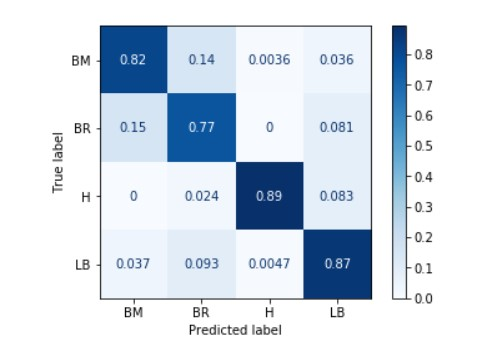 BM 0.82 0.14 0.0036 0.036
BR 0.15 0.77 0 0.081
H 0 0.024 0.89 0.083
LB 0.037 0.093 0.0047 0.87
BM BR H LB
Predicted label
True label
0.8
0.7
0.6
0.5
0.4
0.3
0.2
0.1
0.0